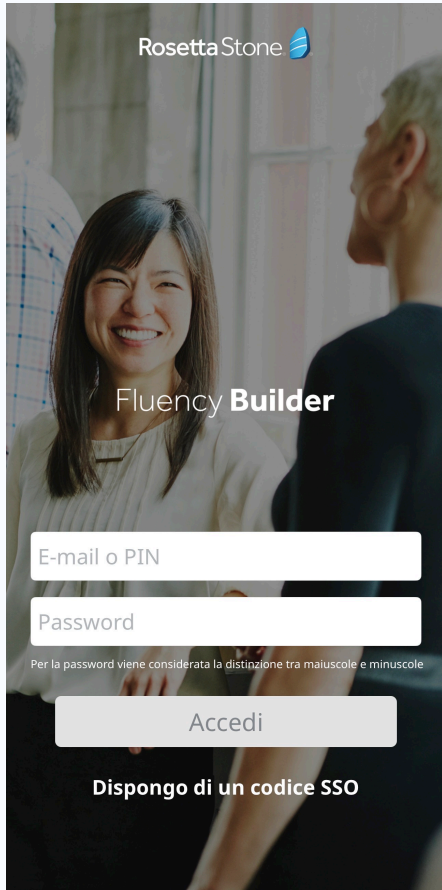 Rosetta Stone
Fluency Builder
E-mail o PIN
Password
Per la password viene considerata la distinzione tra maiuscole e minuscole
Accedi
Dispongo di un codice SSO